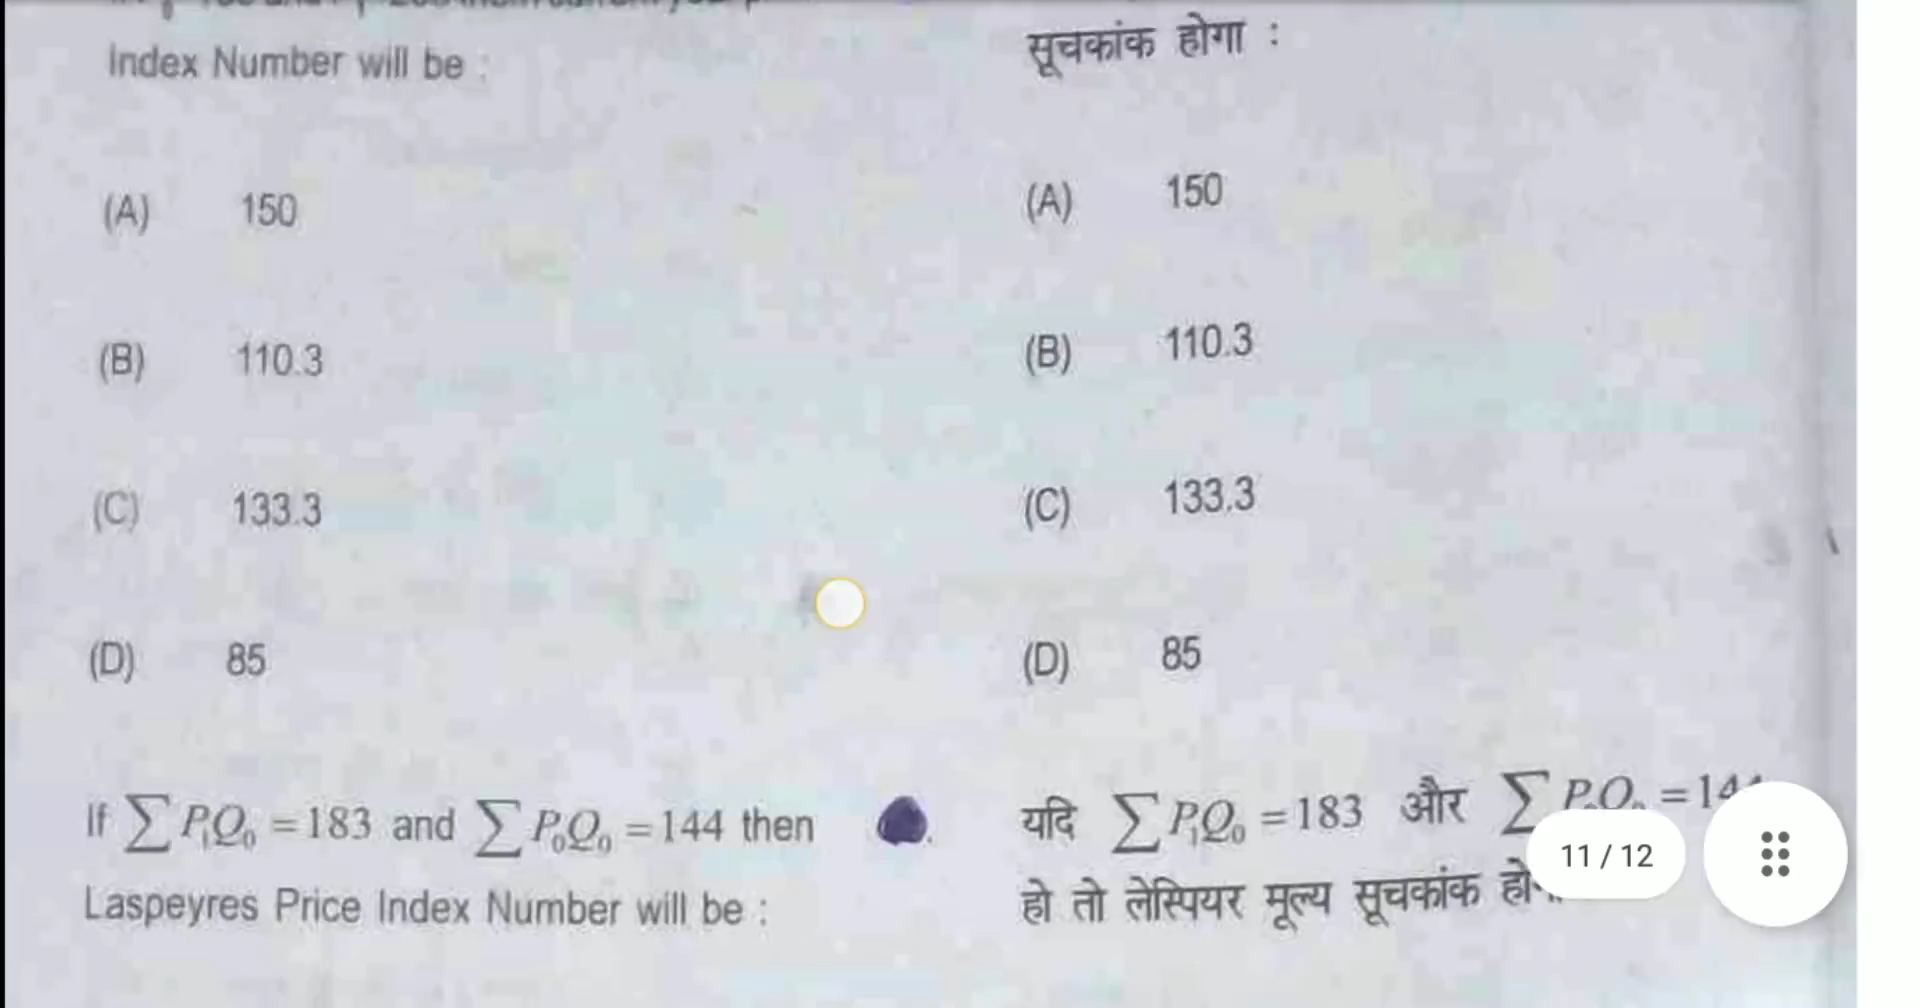 Index Number will be :
(A) 150
(B) 110.3
(C) 133.3
(D) 85
If ∑ P₁Q₀ = 183 and ∑ P₀Q₀ = 144 then
Laspeyres Price Index Number will be :
सूचकांक होगा :
(A) 150
(B) 110.3
(C) 133.3
(D) 85
यदि ∑ P₁Q₀ = 183 और ∑ P₀Q₀ = 144
हो तो लेस्पियर मूल्य सूचकांक
11 / 12